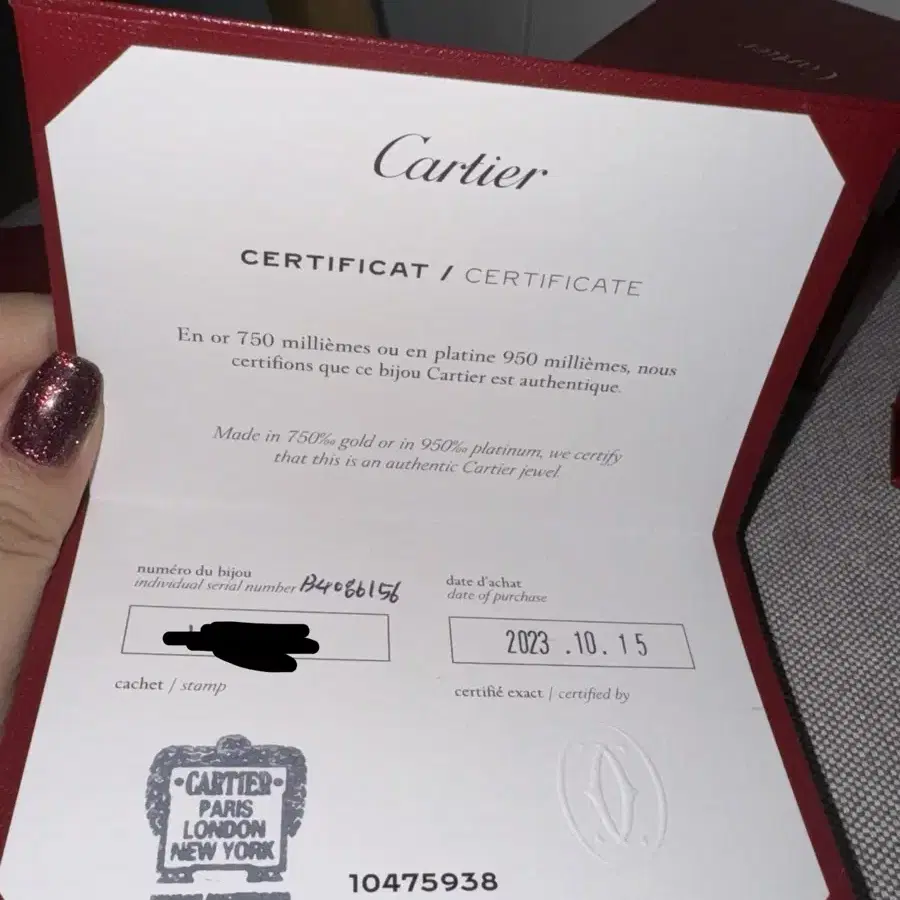 Cartier
CERTIFICAT / CERTIFICATE
En or 750 millièmes ou en platine 950 millièmes, nous
certifions que ce bijou Cartier est authentique.
Made in 750‰ gold or in 950‰ platinum, we certify
that this is an authentic Cartier jewel.
numéro du bijou
individual serial number B4086156
date d'achat
date of purchase
2023 .10. 15
cachet / stamp
certifié exact | certified by
·CARTIER·
PARIS
LONDON
NEW YORK
10475938
Cartier